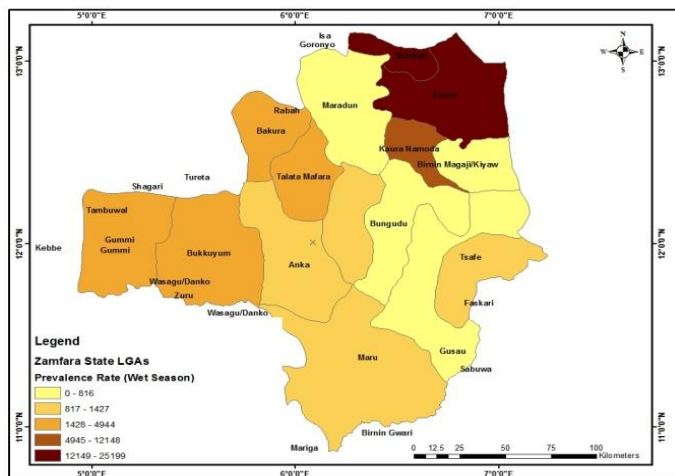 5°0'0"E 6°0'0"E 7°0'0"E
Isa
Goronyo
N
W E
S
13°0'0"N 13°0'0"N
Maradun
Rabah
Bakura
Kaura Namoda
Birnin Magaji/Kiyaw
Talata Mafara
Tureta
Shagari
Tambuwal
Bungudu
Kebbe
Gummi
Gummi
Bukkuyum
12°0'0"N 12°0'0"N
Anka
Tsafe
Wasagu/Danko
Zuru
Wasagu/Danko
Faskari
Maru
Gusau
Sabuwa
Legend
Zamfara State LGAs
Prevalence Rate (Wet Season)
0 - 816
817 - 1427
1428 - 4944
4945 - 12148
12149 - 25199
11°0'0"N 11°0'0"N
Birnin Gwari
Mariga
0 12.5 25 50 75 100
Kilometers
5°0'0"E 6°0'0"E 7°0'0"E